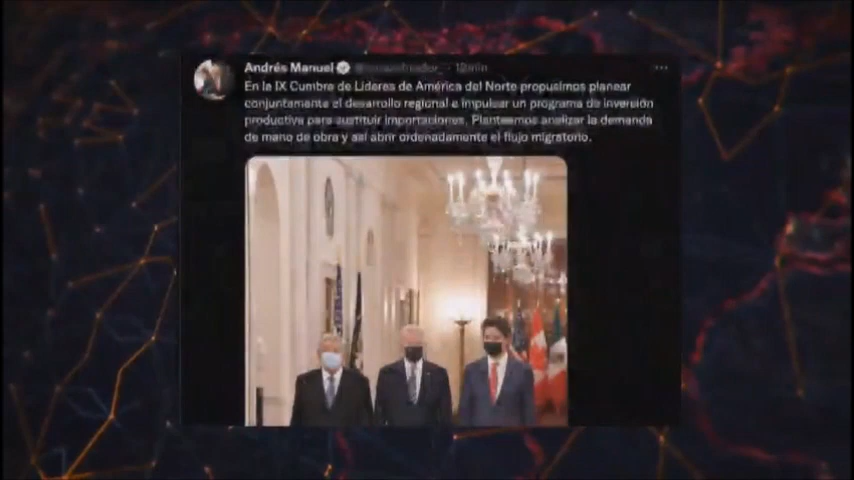 Andrés Manuel 12min
En la IX Cumbre de Líderes de América del Norte propusimos planear
conjuntamente el desarrollo regional e impulsar un programa de inversión
productiva para sustituir importaciones. Planteamos analizar la demanda
de mano de obra y así abrir ordenadamente el flujo migratorio.